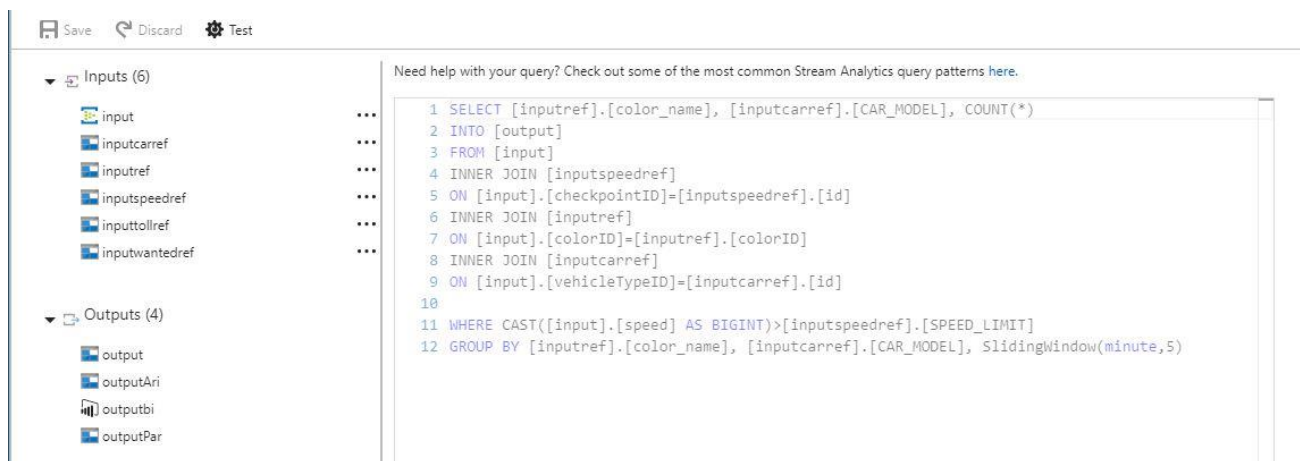 Save Discard Test
Inputs (6)
input
inputcarref
inputref
inputspeedref
inputtollref
inputwantedref
Outputs (4)
output
outputAri
outputbi
outputPar
Need help with your query? Check out some of the most common Stream Analytics query patterns here.
1 SELECT [inputref].[color_name], [inputcarref].[CAR_MODEL], COUNT(*)
2 INTO [output]
3 FROM [input]
4 INNER JOIN [inputspeedref]
5 ON [input].[checkpointID]=[inputspeedref].[id]
6 INNER JOIN [inputref]
7 ON [input].[colorID]=[inputref].[colorID]
8 INNER JOIN [inputcarref]
9 ON [input].[vehicleTypeID]=[inputcarref].[id]
10
11 WHERE CAST([input].[speed] AS BIGINT)>[inputspeedref].[SPEED_LIMIT]
12 GROUP BY [inputref].[color_name], [inputcarref].[CAR_MODEL], SlidingWindow(minute,5)